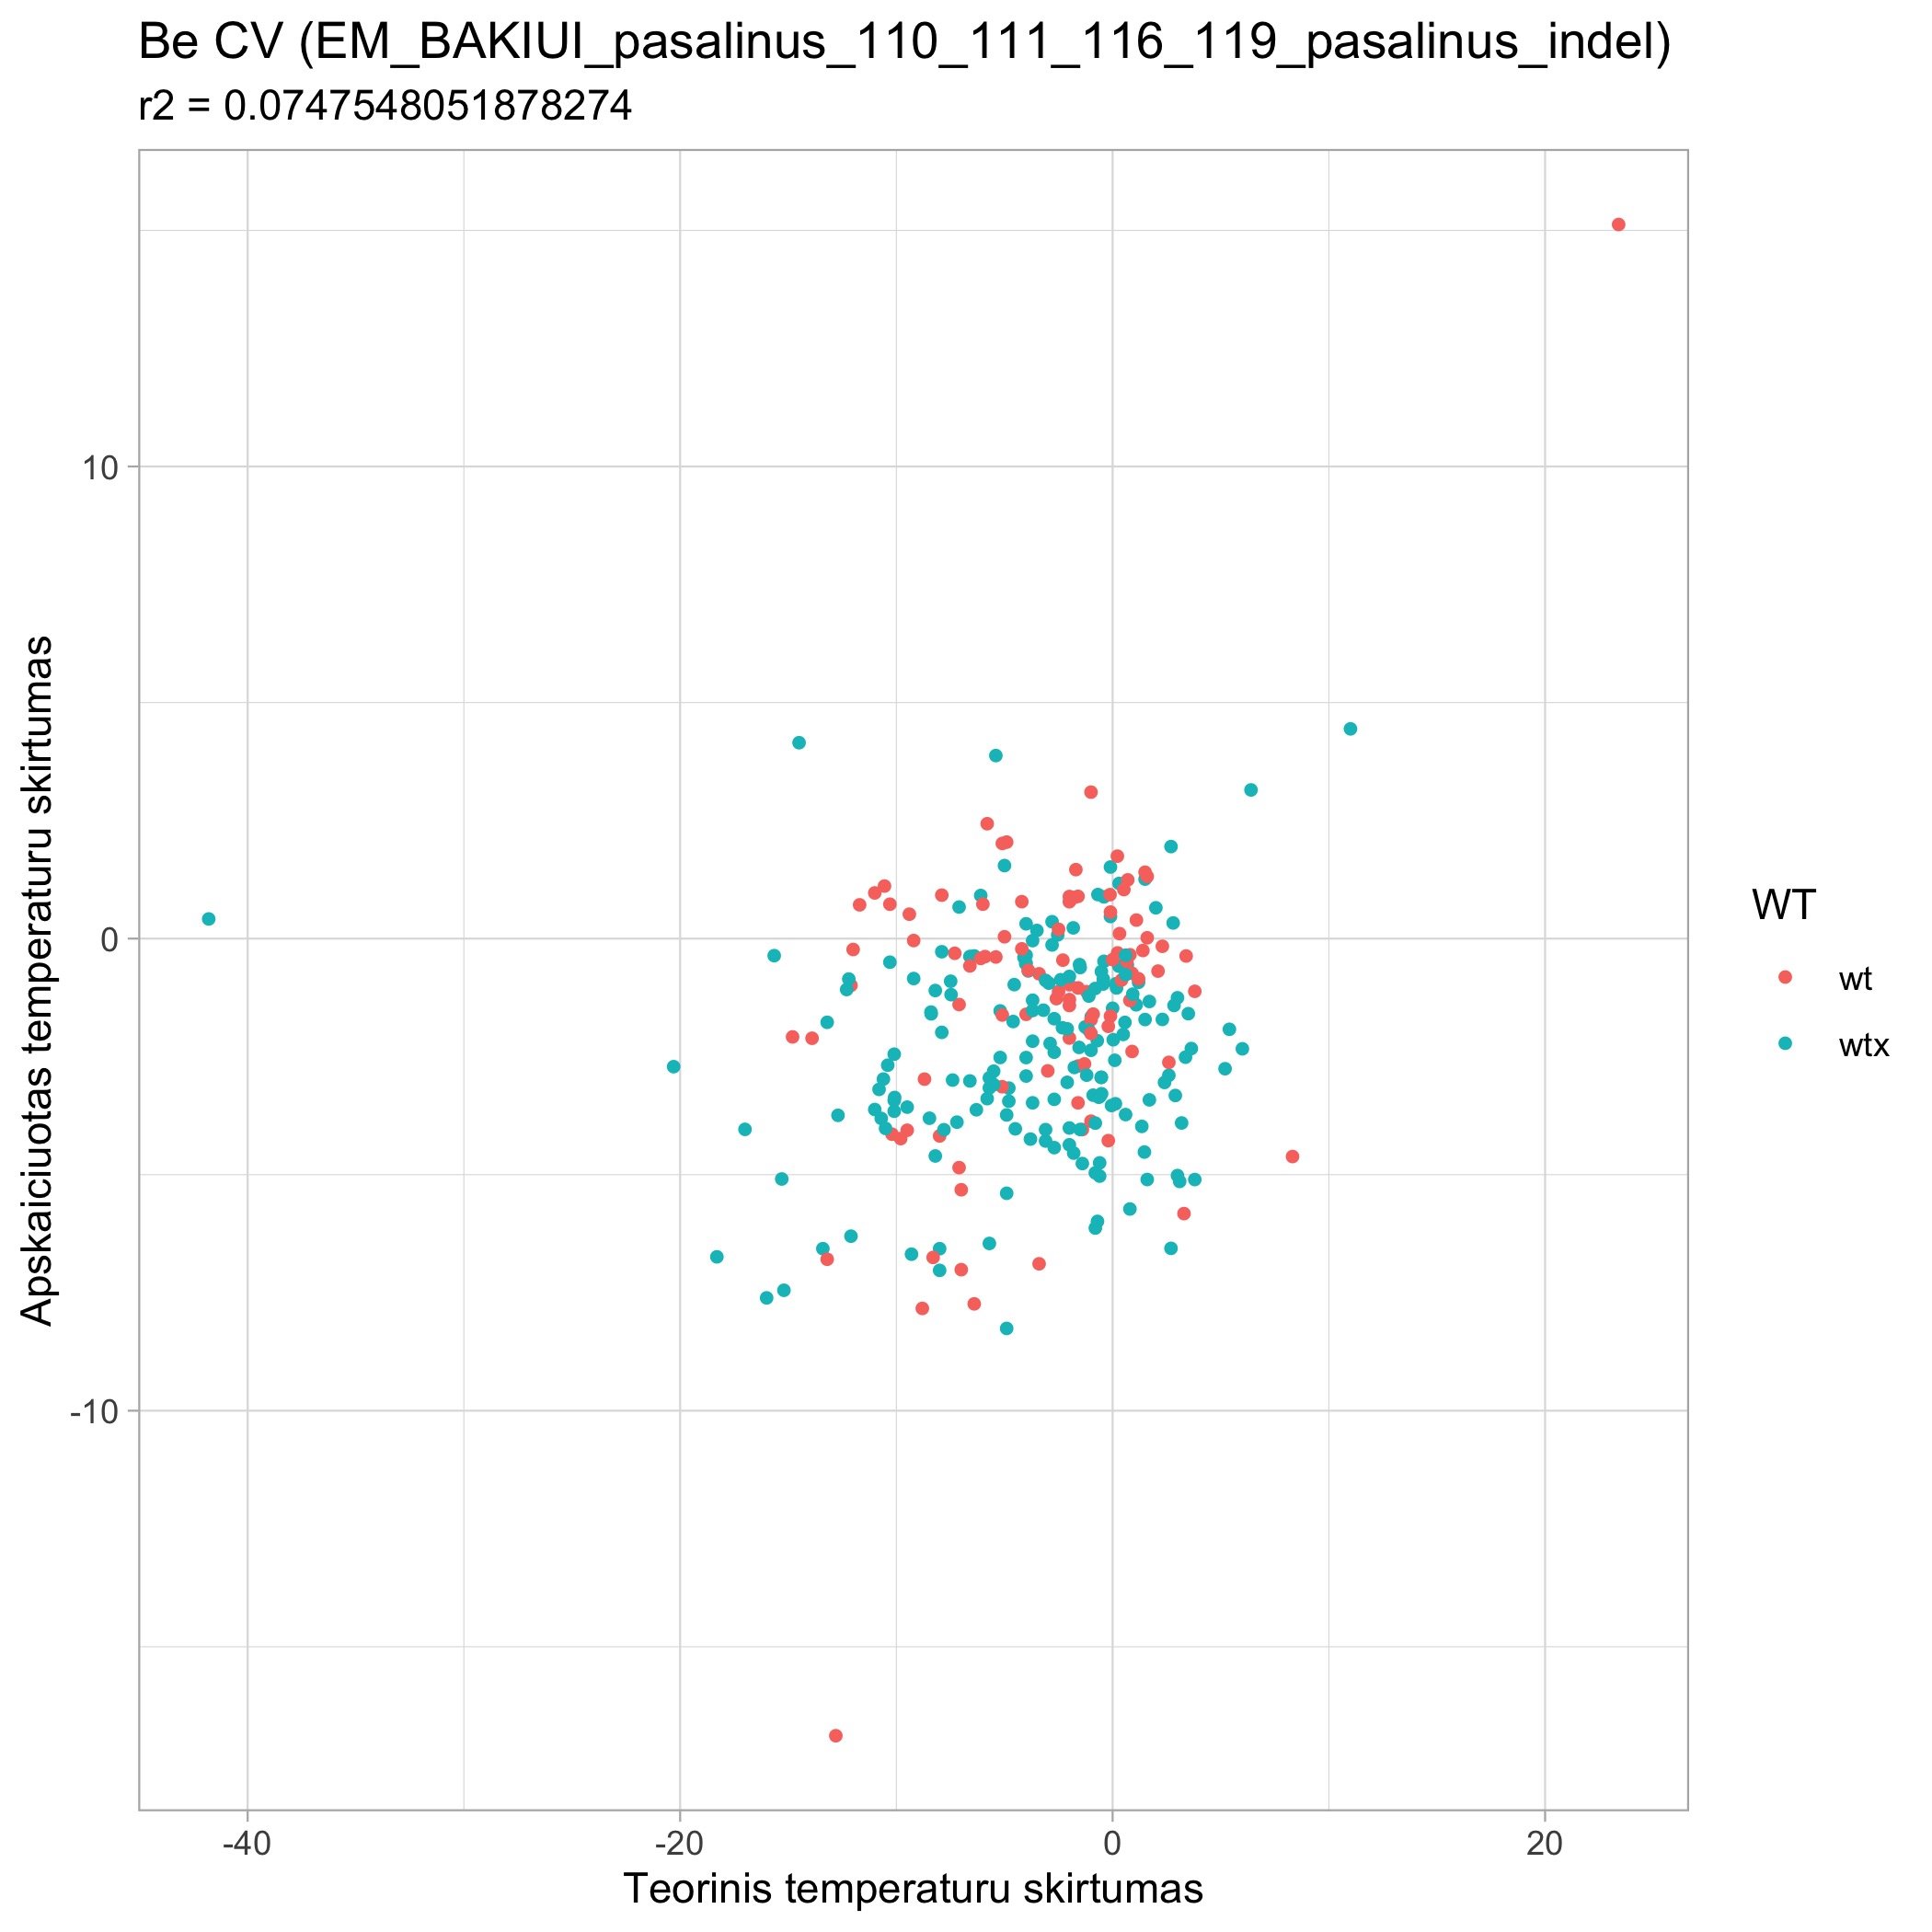 Be CV (EM_BAKIUI_pasalinus_110_111_116_119_pasalinus_indel)
r2 = 0.0747548051878274
Apskaiciuotas temperaturu skirtumas
10
0
-10
-40
-20
0
20
Teorinis temperaturu skirtumas
WT
wt
wtx